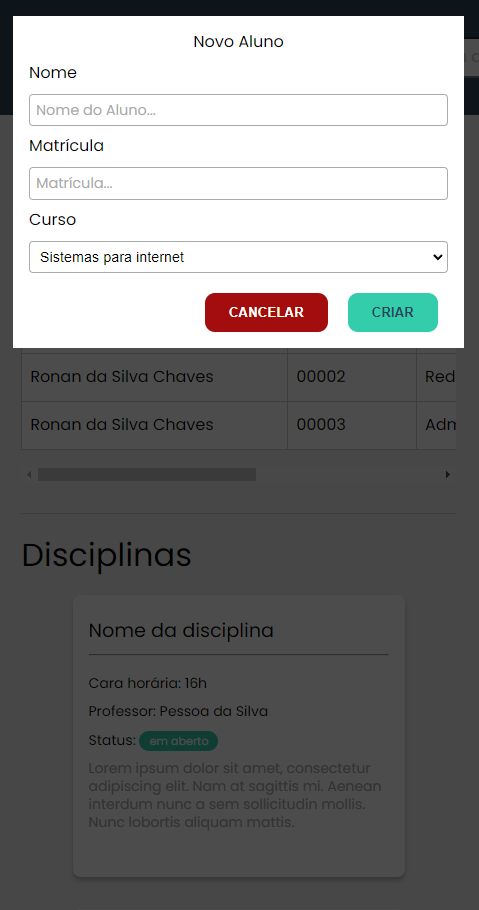 Novo Aluno
Nome
Nome do Aluno...
Matrícula
Matrícula...
Curso
Sistemas para internet
CANCELAR
CRIAR
Ronan da Silva Chaves 00002 Red
Ronan da Silva Chaves 00003 Adm
Disciplinas
Nome da disciplina
Cara horária: 16h
Professor: Pessoa da Silva
Status: em aberto
Lorem ipsum dolor sit amet, consectetur
adipiscing elit. Nam at sagittis mi. Aenean
interdum nunc a sem sollicitudin mollis.
Nunc lobortis aliquam mattis.